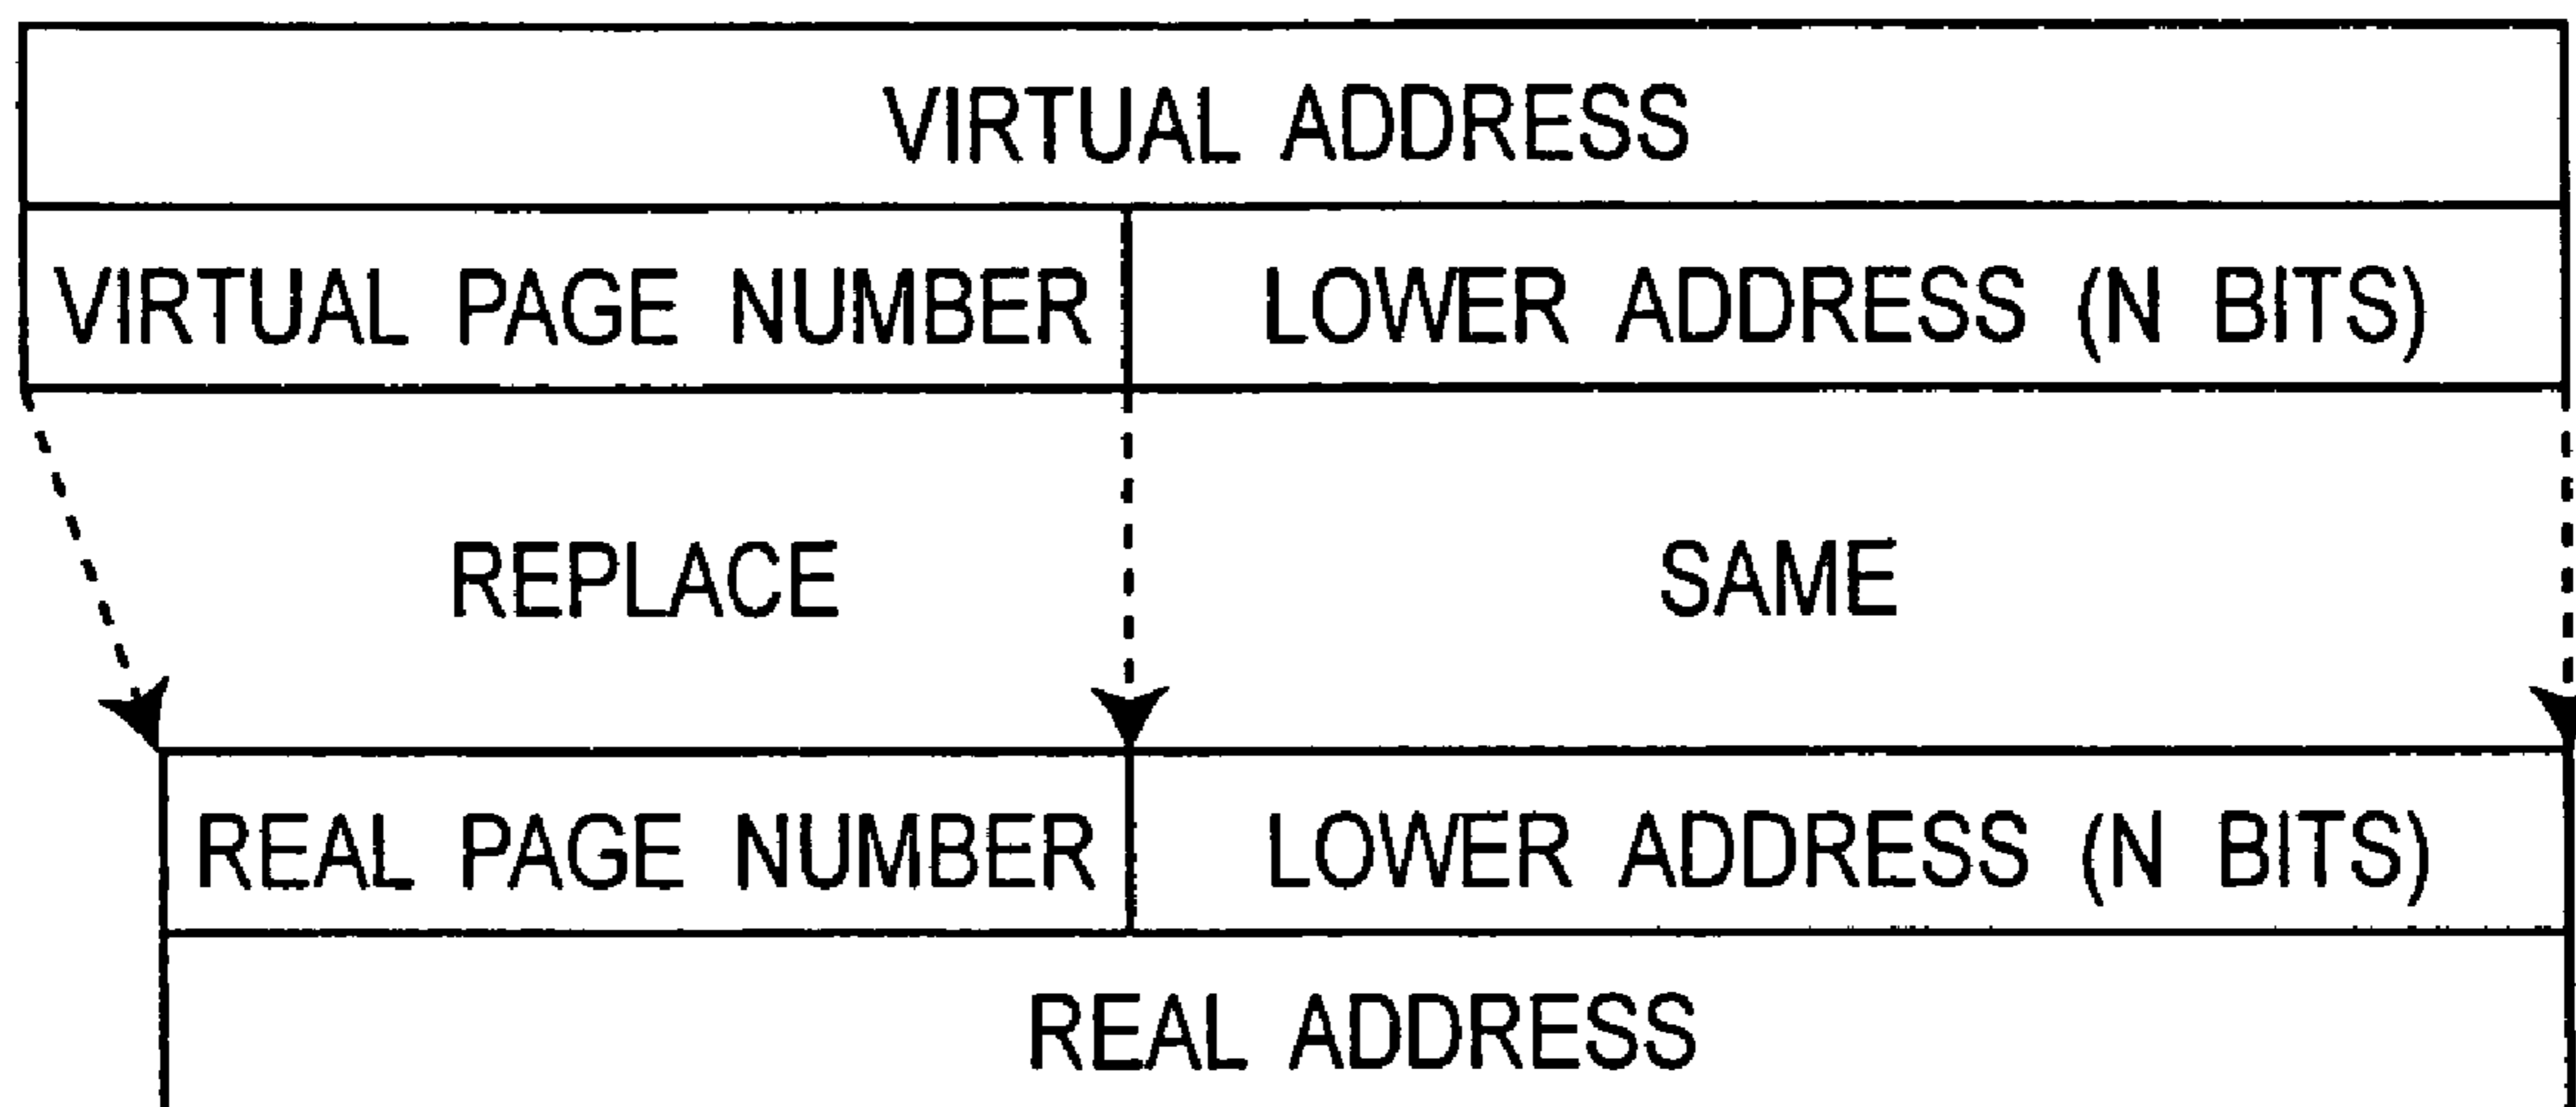 VIRTUAL ADDRESS
VIRTUAL PAGE NUMBER LOWER ADDRESS (N BITS)
REPLACE SAME
REAL PAGE NUMBER LOWER ADDRESS (N BITS)
REAL ADDRESS